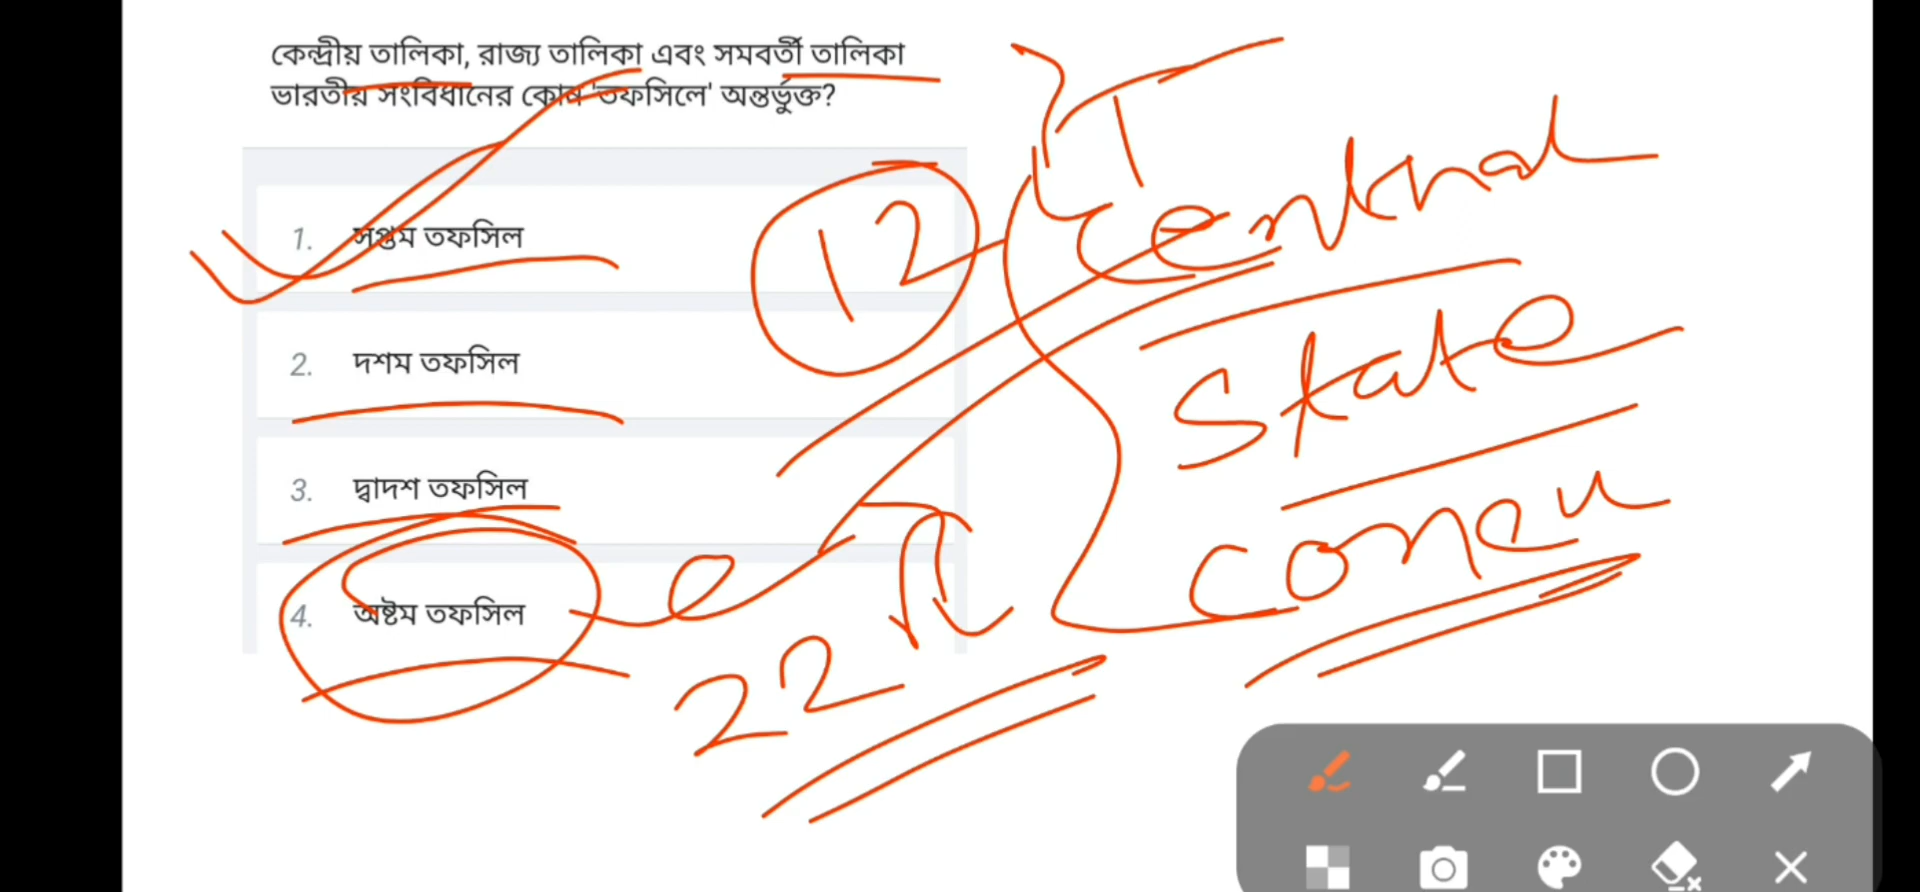 কেন্দ্রীয় তালিকা, রাজ্য তালিকা এবং সমবর্তী তালিকা
ভারতীয় সংবিধানের কোন 'তফসিলে' অন্তর্ভুক্ত?
1. সপ্তম তফসিল
2. দশম তফসিল
3. দ্বাদশ তফসিল
4. অষ্টম তফসিল
12
Central
State
22